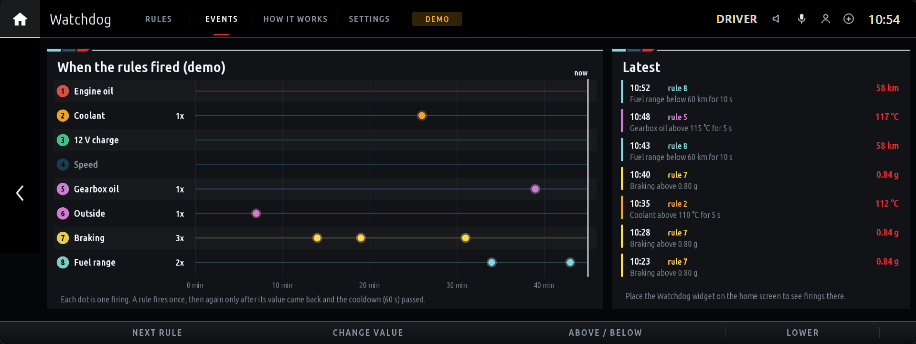 Watchdog
RULES
EVENTS
HOW IT WORKS
SETTINGS
DEMO
DRIVER
10:54
When the rules fired (demo)
now
1 Engine oil
2 Coolant 1x
3 12 V charge
4 Speed
5 Gearbox oil 1x
6 Outside 1x
7 Braking 3x
8 Fuel range 2x
0 min 10 min 20 min 30 min 40 min
Each dot is one firing. A rule fires once, then again only after its value came back and the cooldown (60 s) passed.
Latest
10:52 rule 8 58 km
Fuel range below 60 km for 10 s
10:48 rule 5 117 °C
Gearbox oil above 115 °C for 5 s
10:43 rule 8 58 km
Fuel range below 60 km for 10 s
10:40 rule 7 0.84 g
Braking above 0.80 g
10:35 rule 2 112 °C
Coolant above 110 °C for 5 s
10:28 rule 7 0.84 g
Braking above 0.80 g
10:23 rule 7 0.84 g
Braking above 0.80 g
Place the Watchdog widget on the home screen to see firings there.
NEXT RULE
CHANGE VALUE
ABOVE / BELOW
LOWER